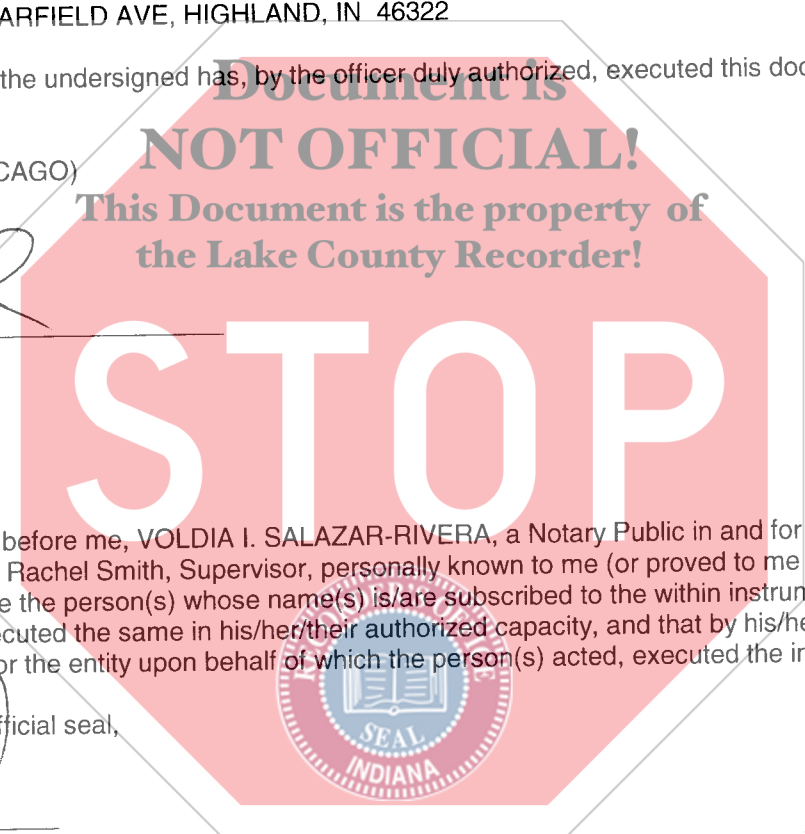 ARFIELD AVE, HIGHLAND, IN 46322
Document is
the undersigned has, by the officer duly authorized, executed this doc
NOT OFFICIAL!
CAGO)
This Document is the property of
the Lake County Recorder!
STOP
before me, VOLDIA I. SALAZAR-RIVERA, a Notary Public in and for
Rachel Smith, Supervisor, personally known to me (or proved to me
e the person(s) whose name(s) is/are subscribed to the within instrum
ecuted the same in his/her/their authorized capacity, and that by his/he
or the entity upon behalf of which the person(s) acted, executed the in
RECORDER OFFICE
fficial seal,
SEAL
INDIANA